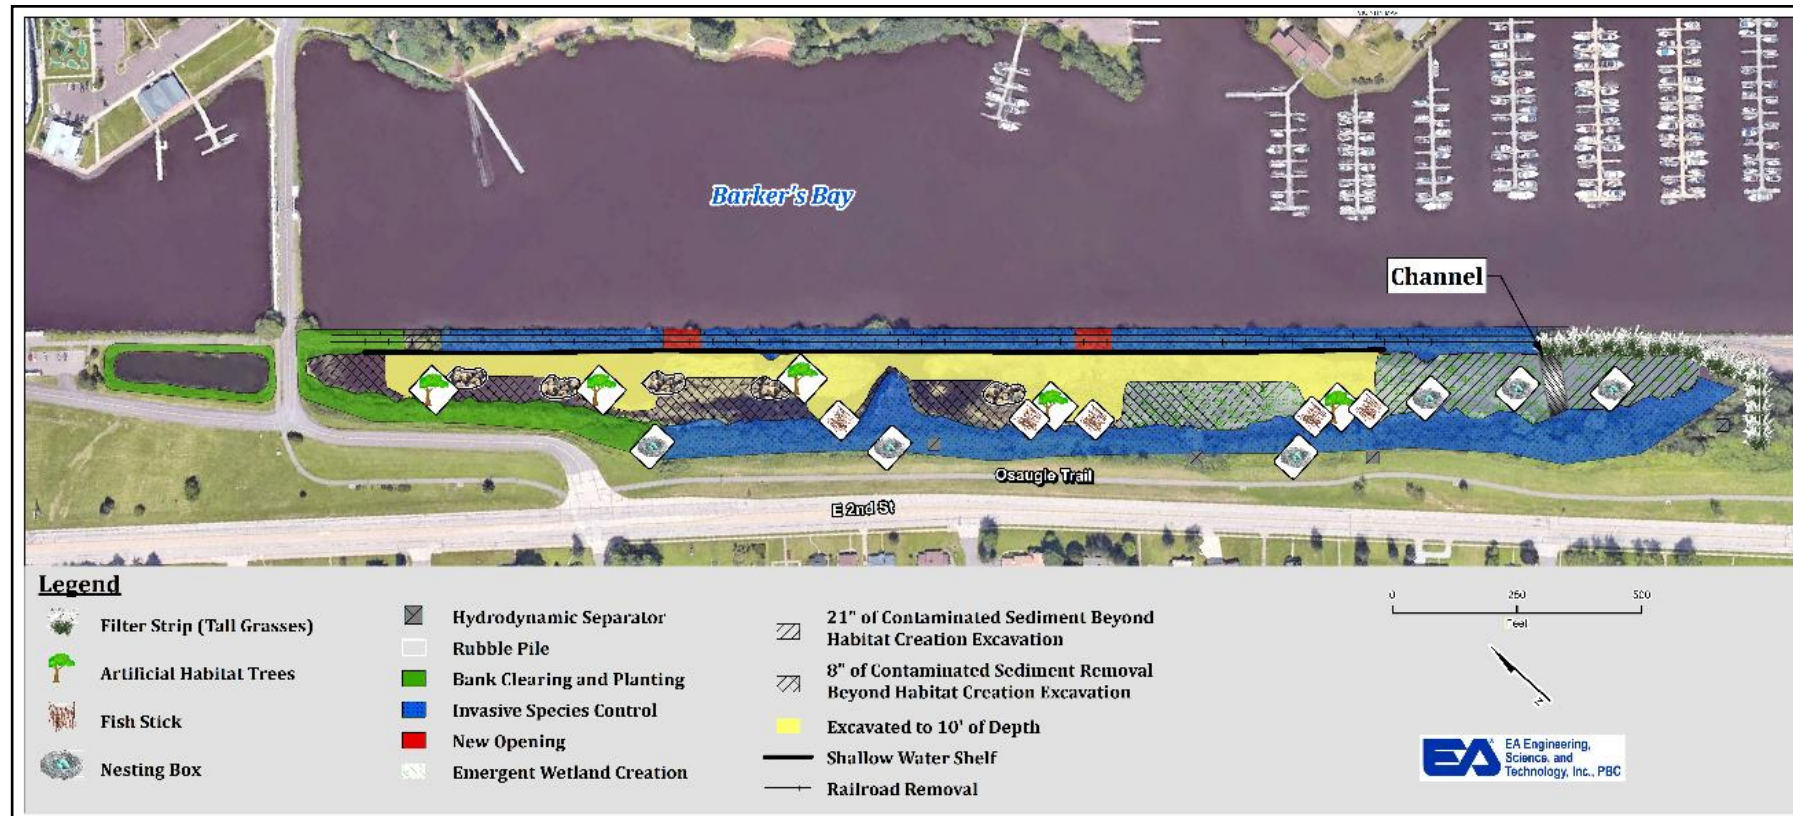 Barker's Bay
Channel
Osaugie Trail
E 2nd St
Legend
Filter Strip (Tall Grasses)
Artificial Habitat Trees
Fish Stick
Nesting Box
Hydrodynamic Separator
Rubble Pile
Bank Clearing and Planting
Invasive Species Control
New Opening
Emergent Wetland Creation
21" of Contaminated Sediment Beyond
Habitat Creation Excavation
8" of Contaminated Sediment Removal
Beyond Habitat Creation Excavation
Excavated to 10' of Depth
Shallow Water Shelf
Railroad Removal
0 250 500
Feet
N
EA
EA Engineering,
Science, and
Technology, Inc., PBC